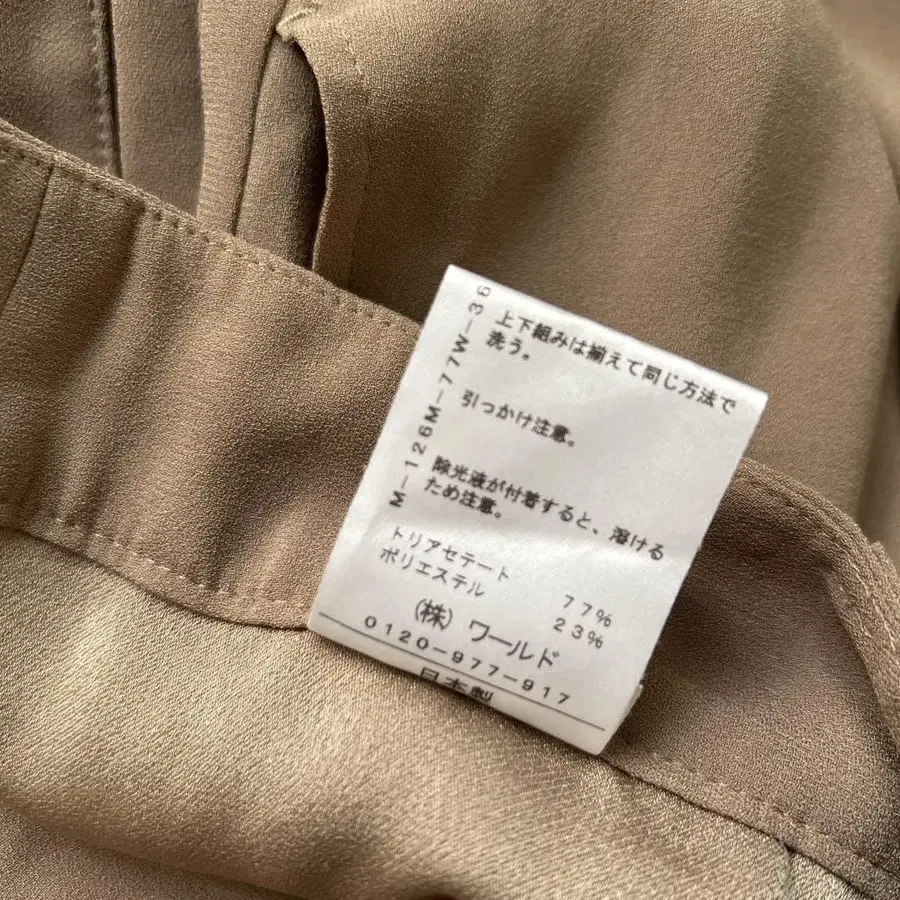 上下組みは揃えて同じ方法で
洗う。
引っかけ注意。
除光液が付着すると、溶ける
ため注意。
トリアセテート 77%
ポリエステル 23%
(株) ワールド
0120-977-917
日本製
M-126M-77W-36